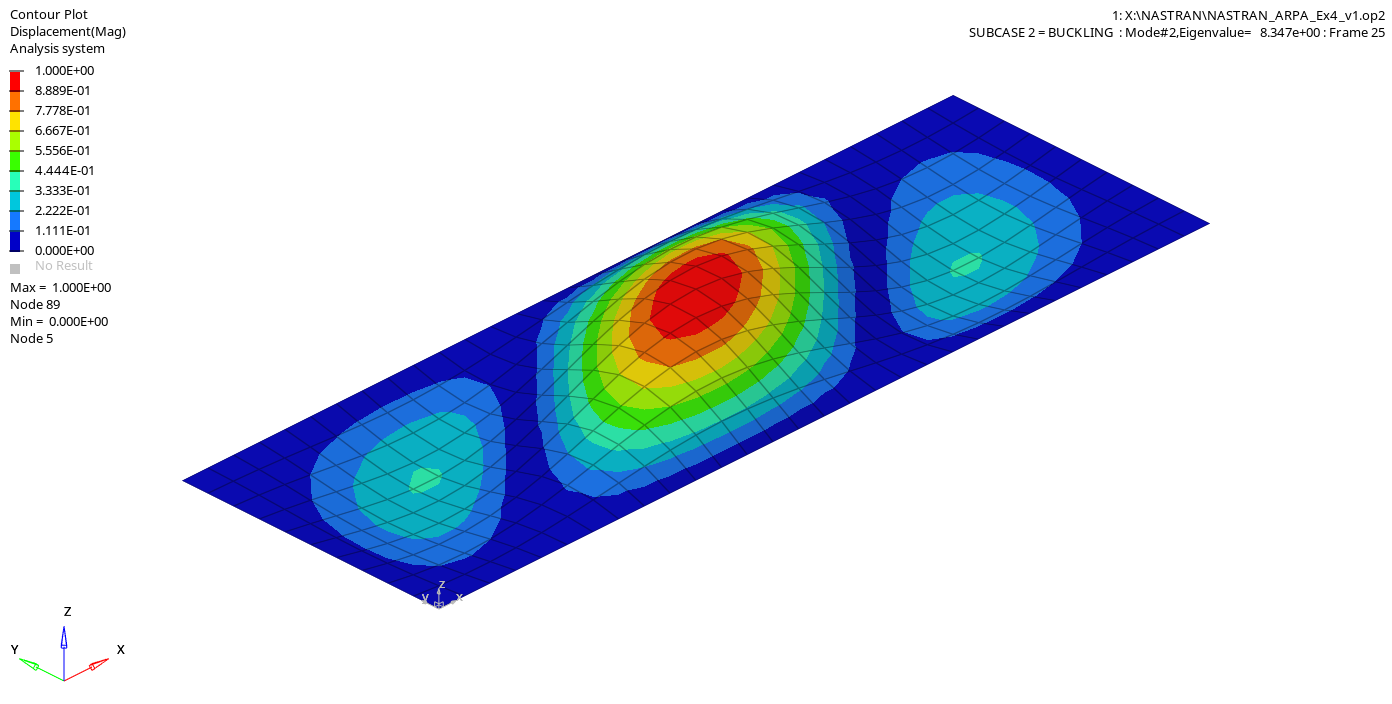 Contour Plot
Displacement(Mag)
Analysis system
1.000E+00
8.889E-01
7.778E-01
6.667E-01
5.556E-01
4.444E-01
3.333E-01
2.222E-01
1.111E-01
0.000E+00
No Result
Max = 1.000E+00
Node 89
Min = 0.000E+00
Node 5
1: X:\NASTRAN\NASTRAN_ARPA_Ex4_v1.op2
SUBCASE 2 = BUCKLING : Mode#2,Eigenvalue= 8.347e+00 : Frame 25
Z
Y X
Z
Y X